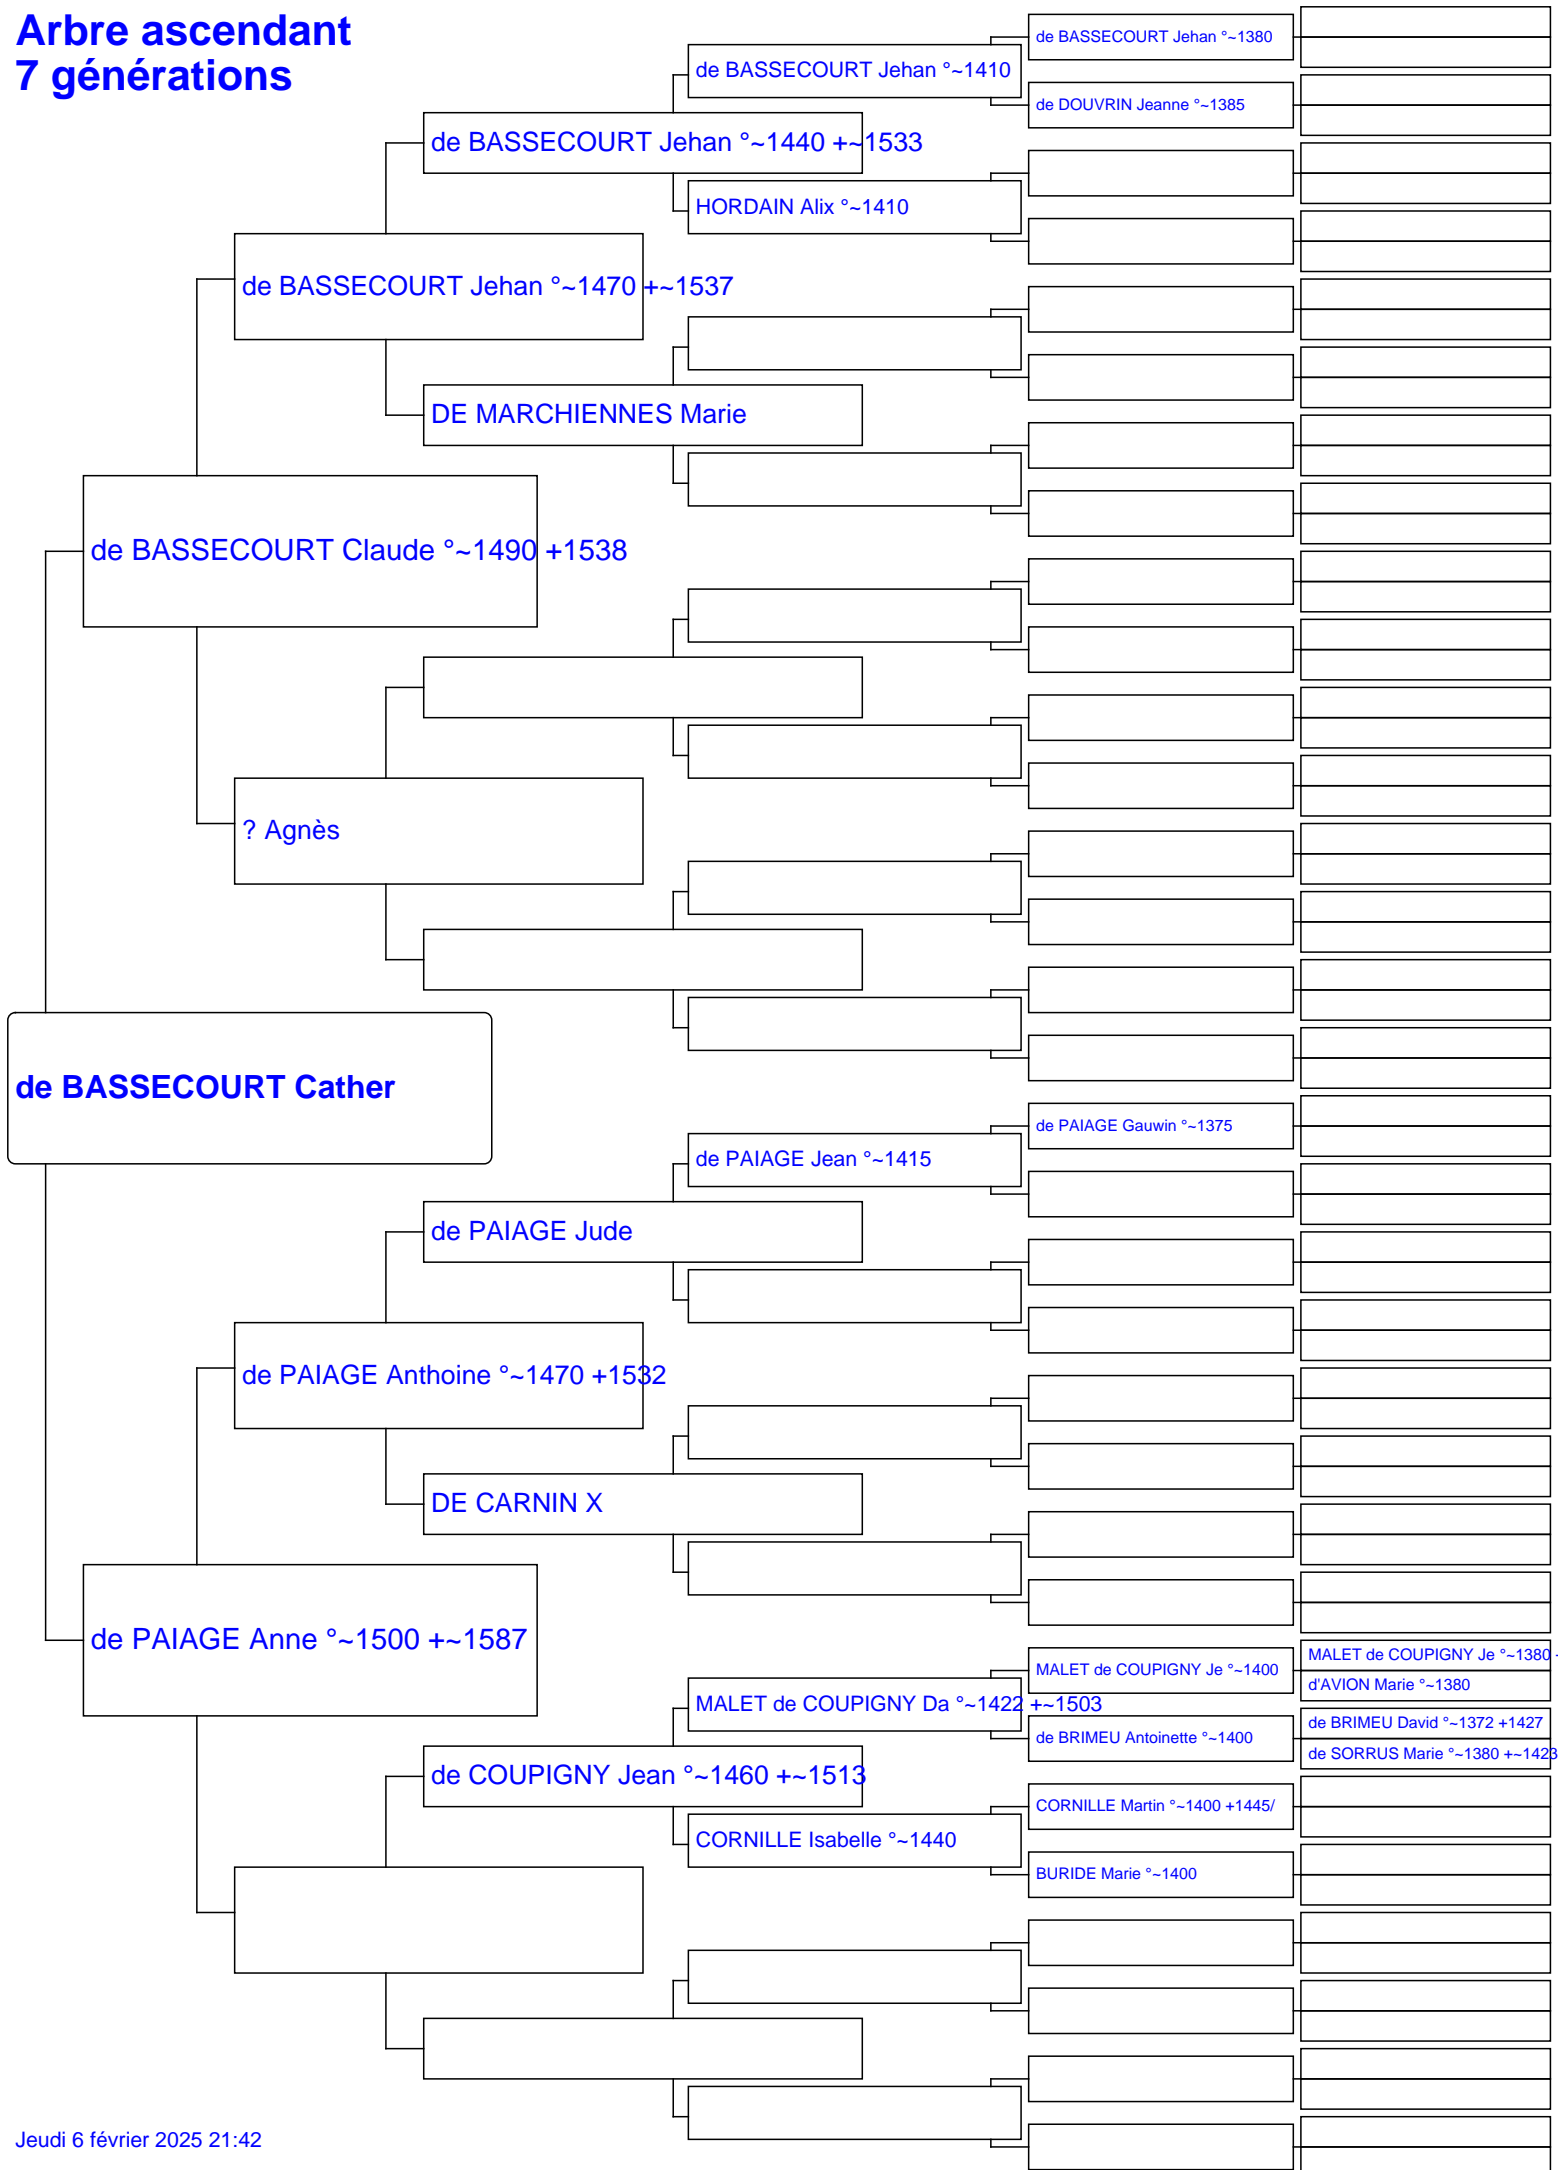 Arbre ascendant
7 générations
de BASSECOURT Jehan °~1380
de BASSECOURT Jehan °~1410
de DOUVRIN Jeanne °~1385
de BASSECOURT Jehan °~1440 +~1533
HORDAIN Alix °~1410
de BASSECOURT Jehan °~1470 +~1537
DE MARCHIENNES Marie
de BASSECOURT Claude °~1490 +1538
? Agnès
de BASSECOURT Cather
de PAIAGE Gauwin °~1375
de PAIAGE Jean °~1415
de PAIAGE Jude
de PAIAGE Anthoine °~1470 +1532
DE CARNIN X
de PAIAGE Anne °~1500 +~1587
MALET de COUPIGNY Je °~1380
MALET de COUPIGNY Je °~1400
d'AVION Marie °~1380
MALET de COUPIGNY Da °~1422 +~1503
de BRIMEU David °~1372 +1427
de BRIMEU Antoinette °~1400
de SORRUS Marie °~1380 +~1423
de COUPIGNY Jean °~1460 +~1513
CORNILLE Martin °~1400 +1445/
CORNILLE Isabelle °~1440
BURIDE Marie °~1400
Jeudi 6 février 2025 21:42